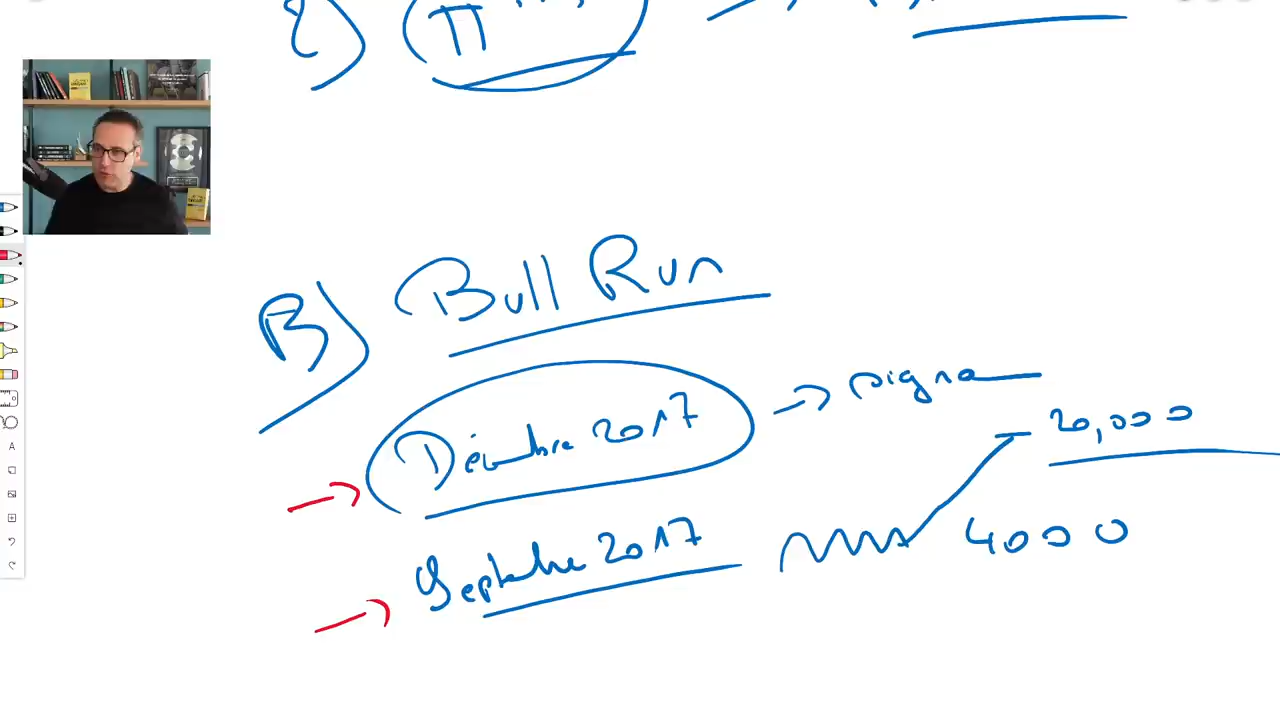 B) Bull Run
Décembre 2017 → signa
20,000
Septembre 2017
4000